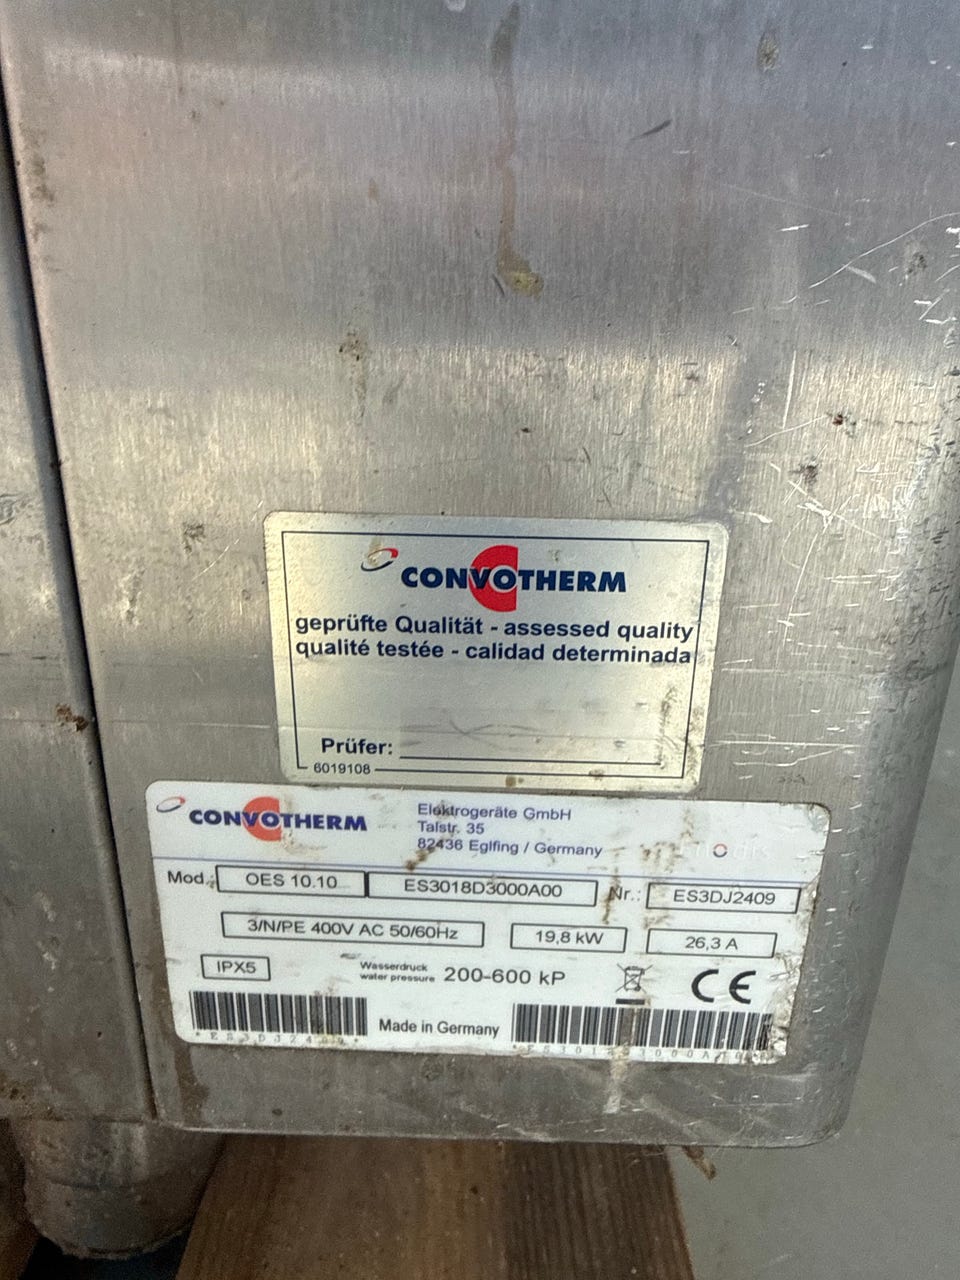 CONVOTHERM
geprüfte Qualität - assessed quality
qualité testée - calidad determinada
Prüfer:
6019108
CONVOTHERM
Elektrogeräte GmbH
Talstr. 35
82436 Eglfing / Germany
Mod.: OES 10.10 ES3018D3000A00 Nr.: ES3DJ2409
3/N/PE 400V AC 50/60Hz 19,8 kW 26,3 A
IPX5
Wasserdruck
water pressure 200-600 kP
CE
Made in Germany